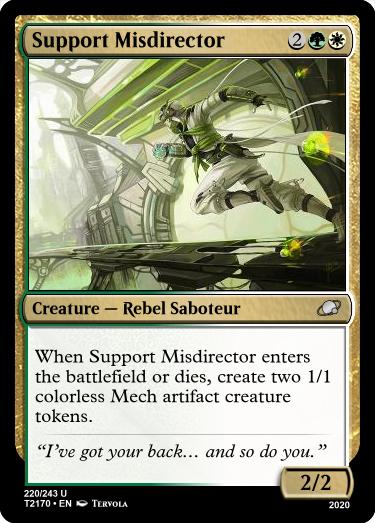 Support Misdirector 2
Creature — Rebel Saboteur
When Support Misdirector enters
the battlefield or dies, create two 1/1
colorless Mech artifact creature
tokens.
“I’ve got your back… and so do you.”
2/2
220/243 U
T2170 • EN Tervola
2020